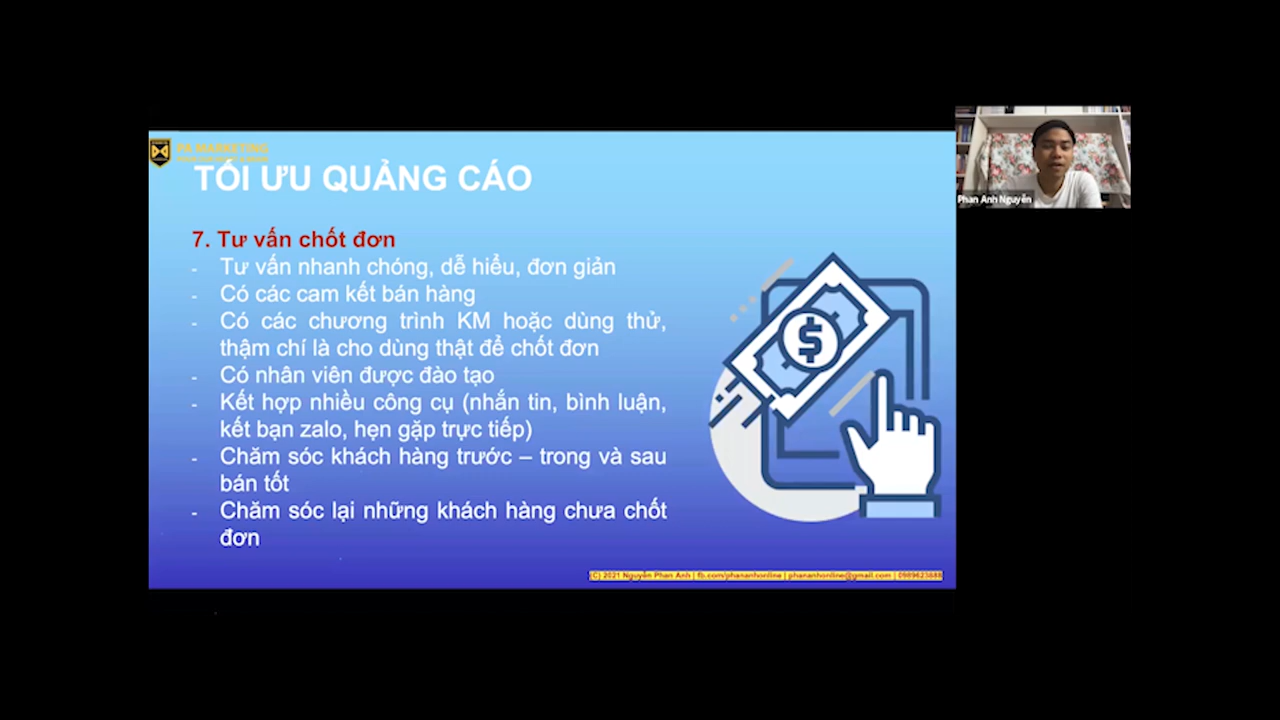 PA MARKETING
TỐI ƯU QUẢNG CÁO
7. Tư vấn chốt đơn
- Tư vấn nhanh chóng, dễ hiểu, đơn giản
- Có các cam kết bán hàng
- Có các chương trình KM hoặc dùng thử,
thậm chí là cho dùng thật để chốt đơn
- Có nhân viên được đào tạo
- Kết hợp nhiều công cụ (nhắn tin, bình luận,
kết bạn zalo, hẹn gặp trực tiếp)
- Chăm sóc khách hàng trước – trong và sau
bán tốt
- Chăm sóc lại những khách hàng chưa chốt
đơn
$
(C) 2021 Nguyễn Phan Anh | fb.com/phananhonline | phananhonline@gmail.com | 0989623888
Phan Anh Nguyễn